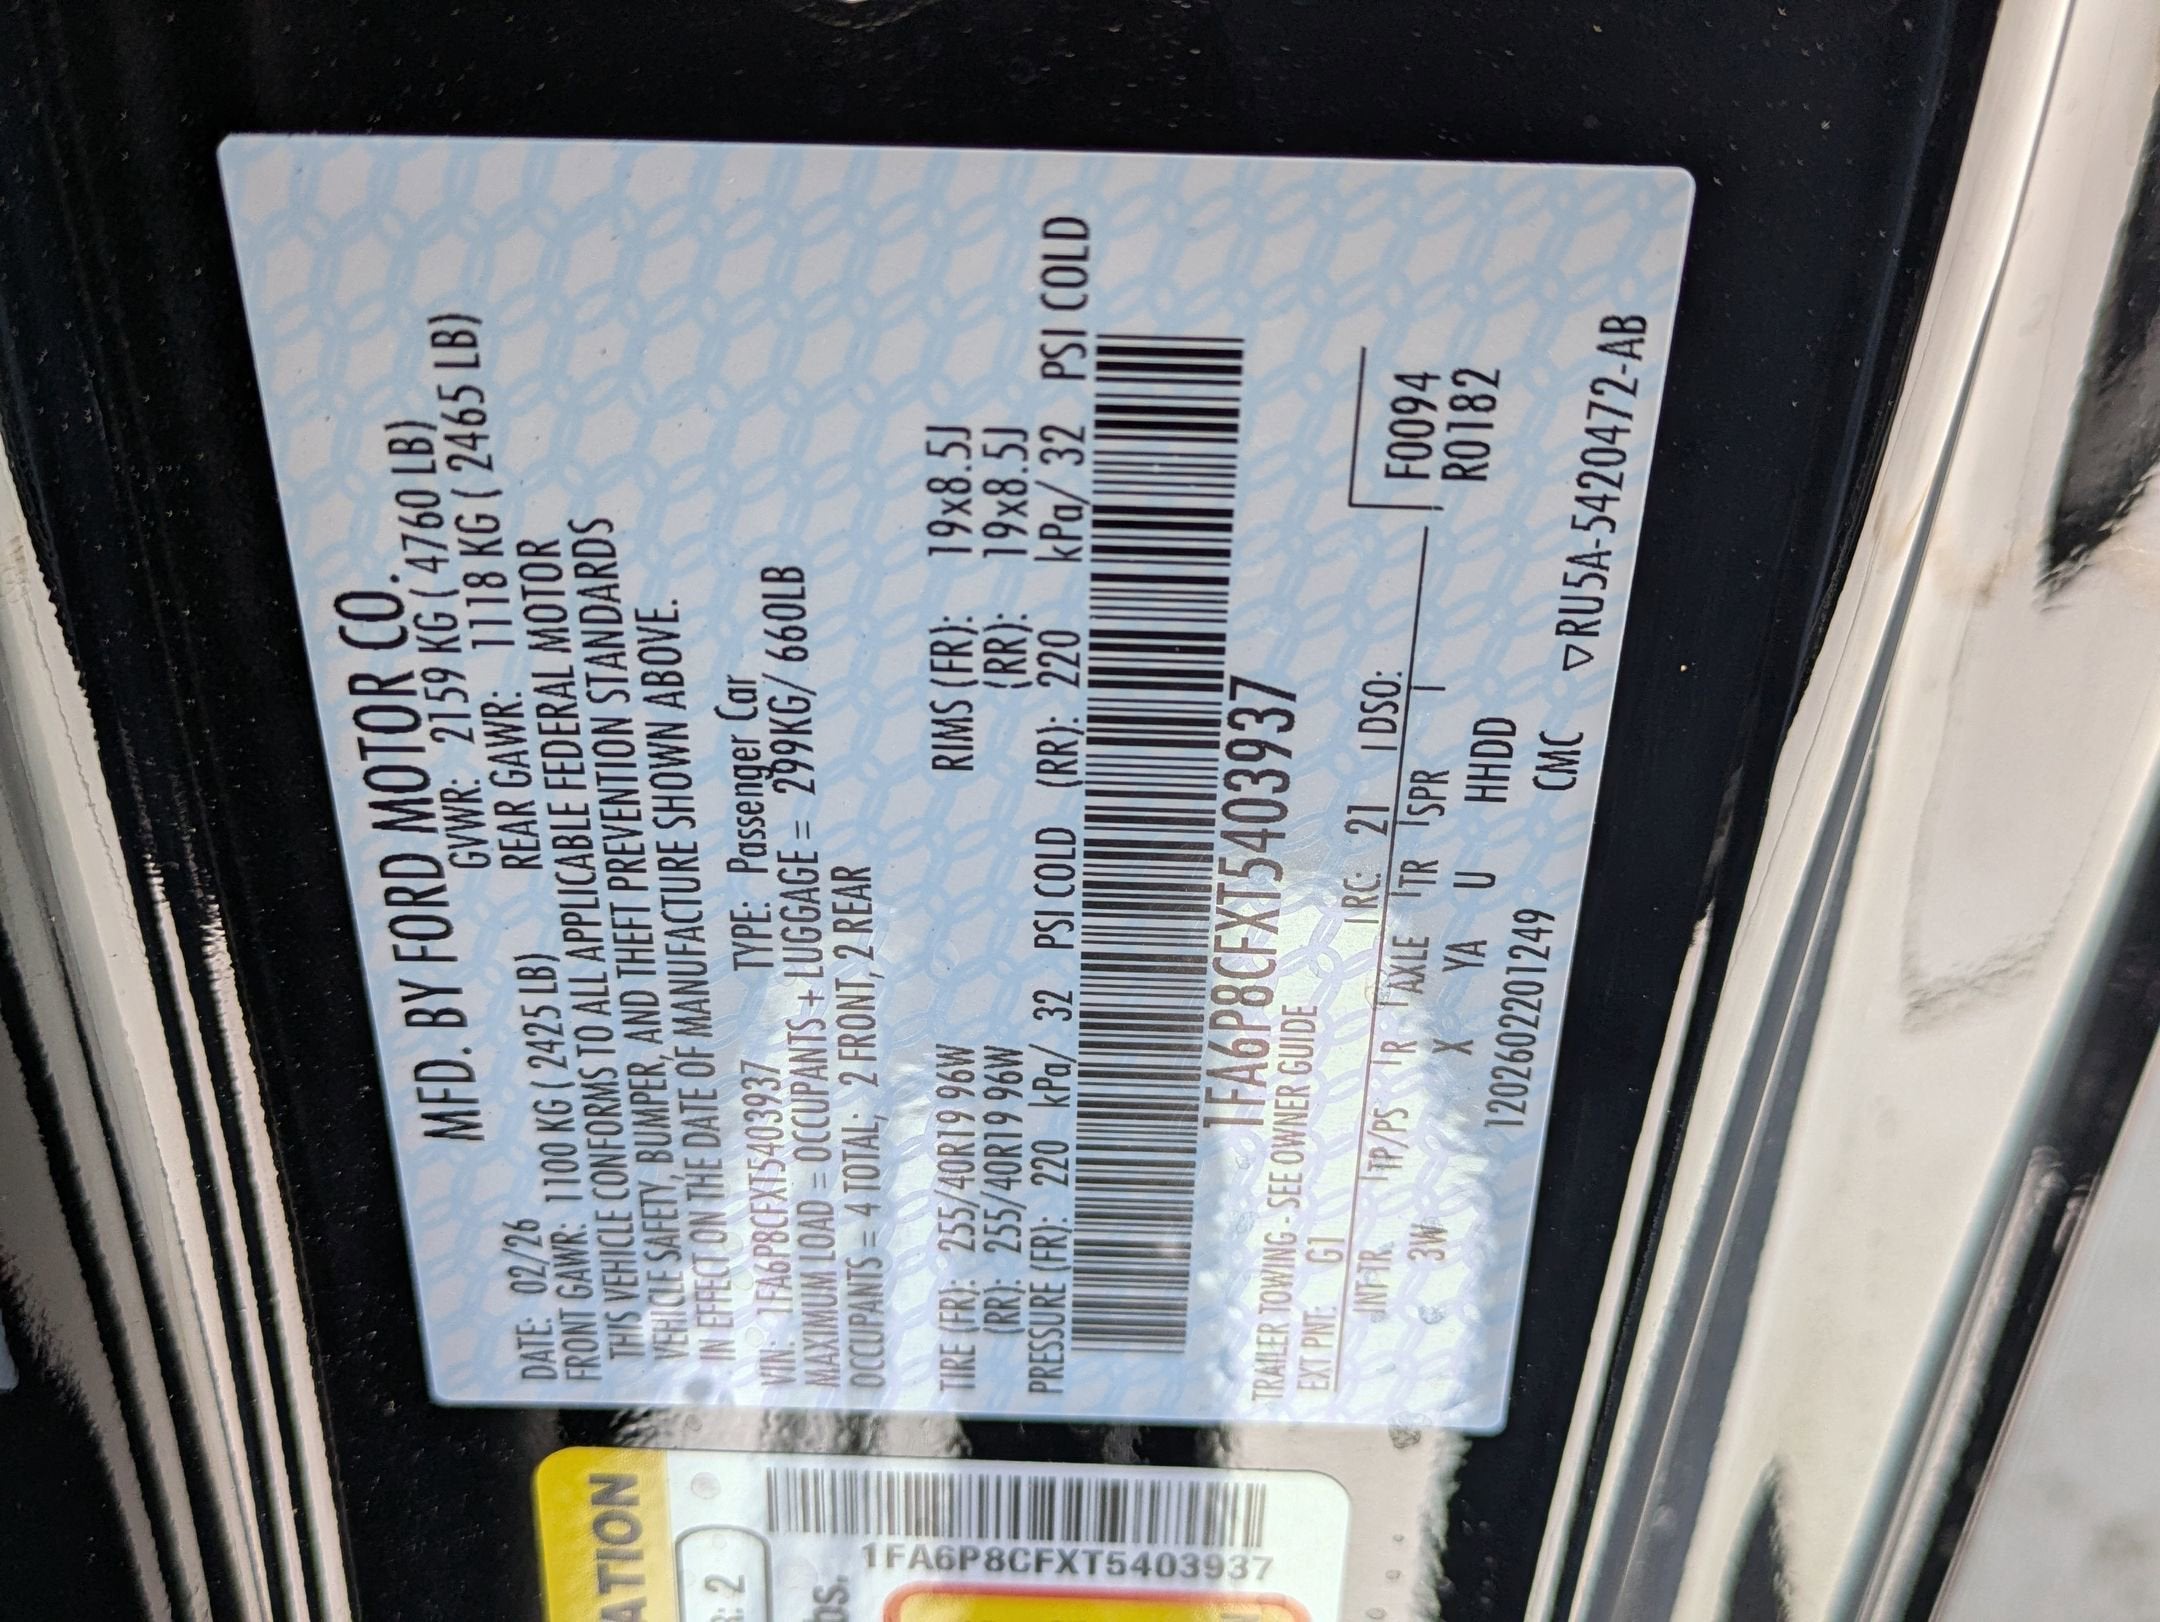 MFD. BY FORD MOTOR CO.
DATE: 02/26 GVWR: 2159 KG ( 4760 LB)
FRONT GAWR: 1100 KG ( 2425 LB) REAR GAWR: 1118 KG ( 2465 LB)
THIS VEHICLE CONFORMS TO ALL APPLICABLE FEDERAL MOTOR
VEHICLE SAFETY, BUMPER, AND THEFT PREVENTION STANDARDS
IN EFFECT ON THE DATE OF MANUFACTURE SHOWN ABOVE.
VIN: 1FA6P8CFXT5403937 TYPE: Passenger Car
MAXIMUM LOAD = OCCUPANTS + LUGGAGE = 299KG/ 660LB
OCCUPANTS = 4 TOTAL; 2 FRONT, 2 REAR
TIRE (FR): 255/40R19 96W RIMS (FR): 19x8.5J
(RR): 255/40R19 96W (RR): 19x8.5J
PRESSURE (FR): 220 kPa/ 32 PSI COLD (RR): 220 kPa/ 32 PSI COLD
1FA6P8CFXT5403937
TRAILER TOWING - SEE OWNER GUIDE
EXT PNT: G1 RC: 21 DSO:
F0094
INT TR TP/PS R AXLE TR SPR
R0182
3W X YA U HHDD
12026022201249 CMC
▽RU5A-5420472-AB
1FA6P8CFXT5403937